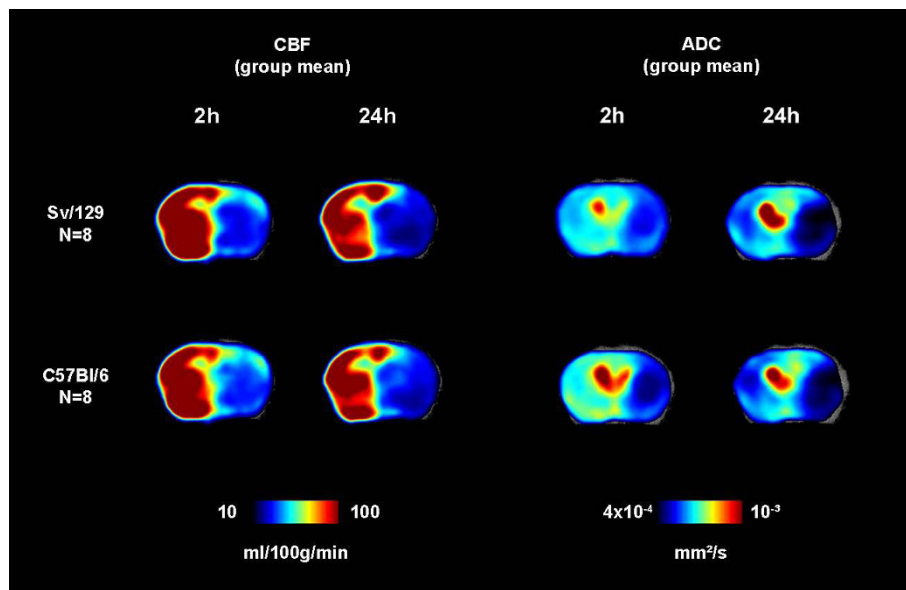 CBF
(group mean)
ADC
(group mean)
2h
24h
2h
24h
Sv/129
N=8
C57Bl/6
N=8
10
100
4x10⁻⁴
10⁻³
ml/100g/min
mm²/s